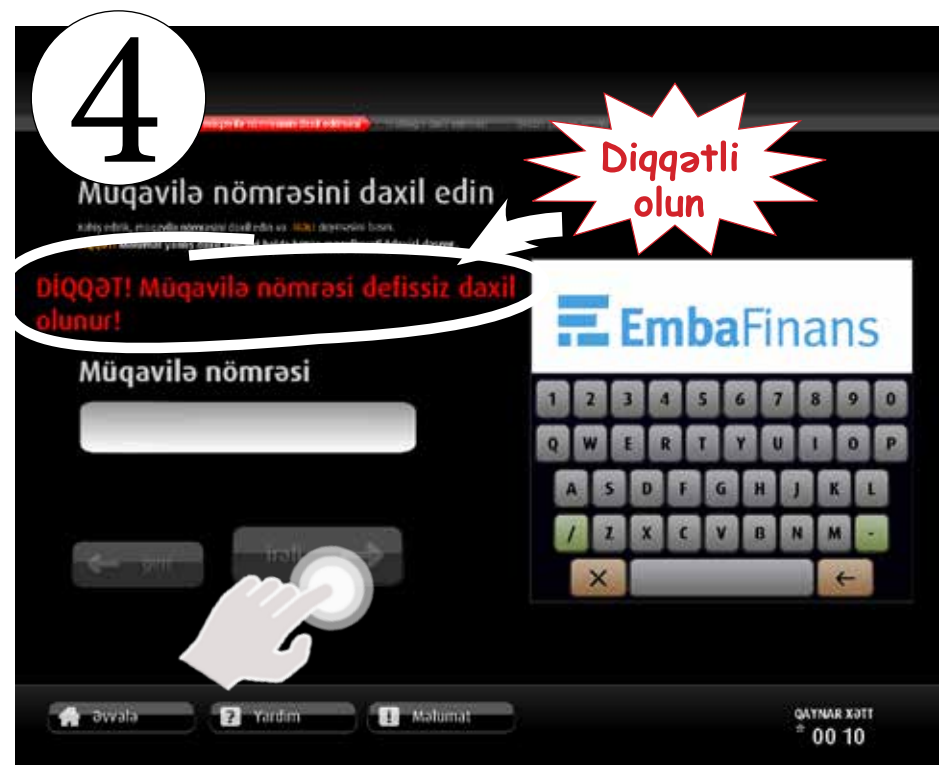 4
Diqqətli
olun
Müqavilə nömrəsini daxil edin
DİQQƏT! Müqavilə nömrəsi defissiz daxil
olunur!
EmbaFinans
Müqavilə nömrəsi
1 2 3 4 5 6 7 8 9 0
Q W E R T Y U I O P
A S D F G H J K L
/ Z X C V B N M -
Əvvələ
Yardım
Məlumat
QAYNAR XƏTT
* 00 10